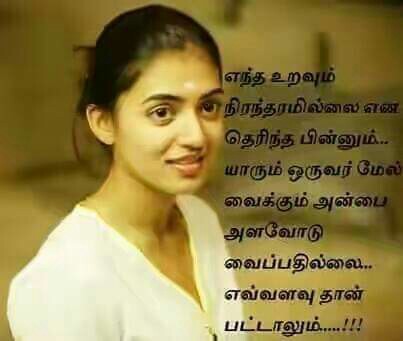 எந்த உறவும்
நிரந்தரமில்லை என
தெரிந்த பின்னும்...
யாரும் ஒருவர் மேல்
வைக்கும் அன்பை
அளவோடு
வைப்பதில்லை...
எவ்வளவு தான்
பட்டாலும்.....!!!